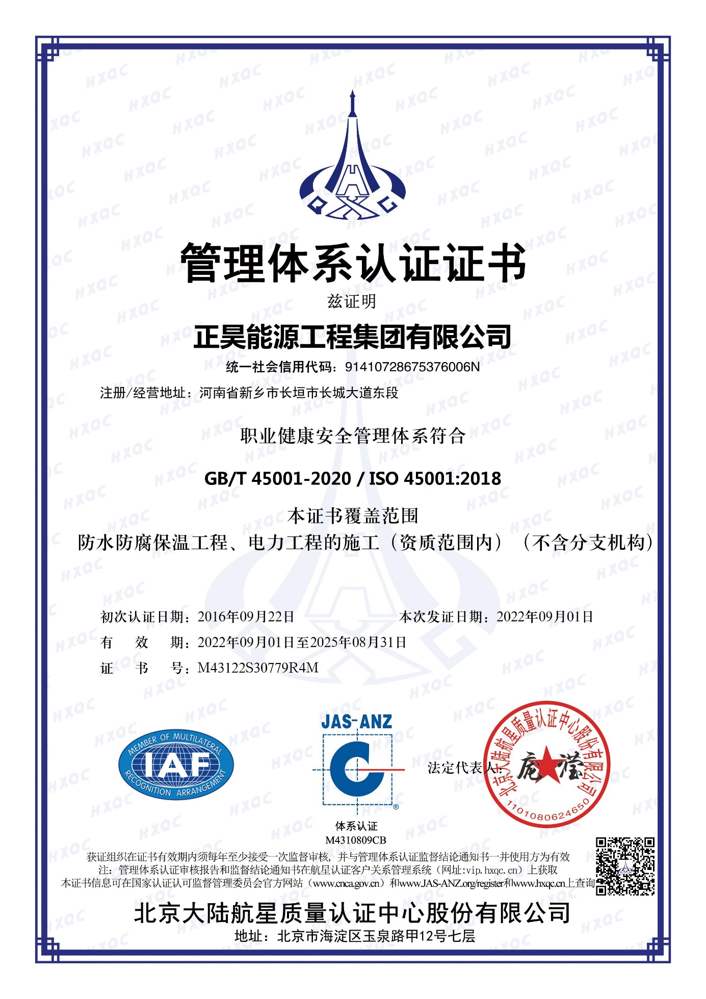 管理体系认证证书
兹证明
正昊能源工程集团有限公司
统一社会信用代码：91410728675376006N
注册/经营地址：河南省新乡市长垣市长城大道东段
职业健康安全管理体系符合
GB/T 45001-2020 / ISO 45001:2018
本证书覆盖范围
防水防腐保温工程、电力工程的施工（资质范围内）（不含分支机构）
初次认证日期：2016年09月22日 本次发证日期：2022年09月01日
有 效 期：2022年09月01日至2025年08月31日
证 书 号：M43122S30779R4M
MEMBER OF MULTILATERAL
IAF
RECOGNITION ARRANGEMENT
JAS-ANZ
®
体系认证
M4310809CB
法定代表人：
庞莹
北京大陆航星质量认证中心股份有限公司
1101080624650
获证组织在证书有效期内须每年至少接受一次监督审核，并与管理体系认证监督结论通知书一并使用方为有效
注：管理体系认证审核报告和监督结论通知书在航星认证客户关系管理系统（网址:vip.hxqc.cn）上获取
本证书信息可在国家认证认可监督管理委员会官方网站（www.cnca.gov.cn）和www.JAS-ANZ.org/register和www.hxqc.cn上查询
北京大陆航星质量认证中心股份有限公司
地址：北京市海淀区玉泉路甲12号七层